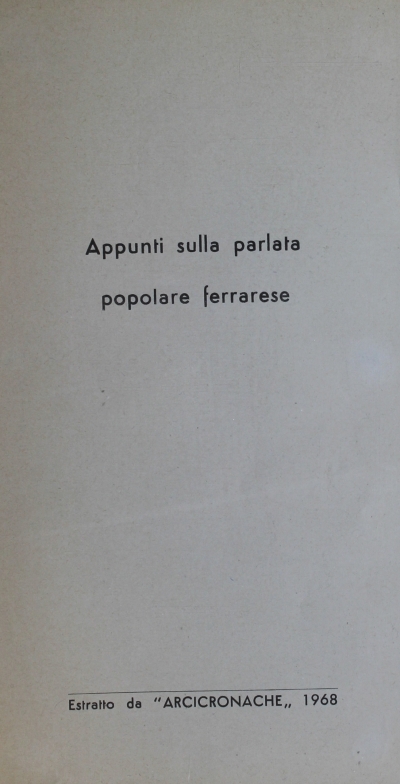 Appunti sulla parlata
popolare ferrarese
Estratto da "ARCICRONACHE„ 1968